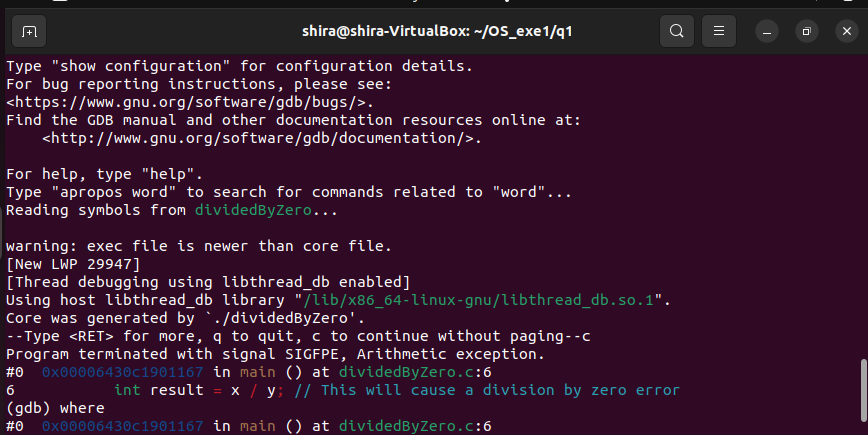 shira@shira-VirtualBox: ~/OS_exe1/q1
Type "show configuration" for configuration details.
For bug reporting instructions, please see:
<https://www.gnu.org/software/gdb/bugs/>.
Find the GDB manual and other documentation resources online at:
    <http://www.gnu.org/software/gdb/documentation/>.

For help, type "help".
Type "apropos word" to search for commands related to "word"...
Reading symbols from dividedByZero...

warning: exec file is newer than core file.
[New LWP 29947]
[Thread debugging using libthread_db enabled]
Using host libthread_db library "/lib/x86_64-linux-gnu/libthread_db.so.1".
Core was generated by `./dividedByZero'.
--Type <RET> for more, q to quit, c to continue without paging--c
Program terminated with signal SIGFPE, Arithmetic exception.
#0  0x00006430c1901167 in main () at dividedByZero.c:6
6           int result = x / y; // This will cause a division by zero error
(gdb) where
#0  0x00006430c1901167 in main () at dividedByZero.c:6